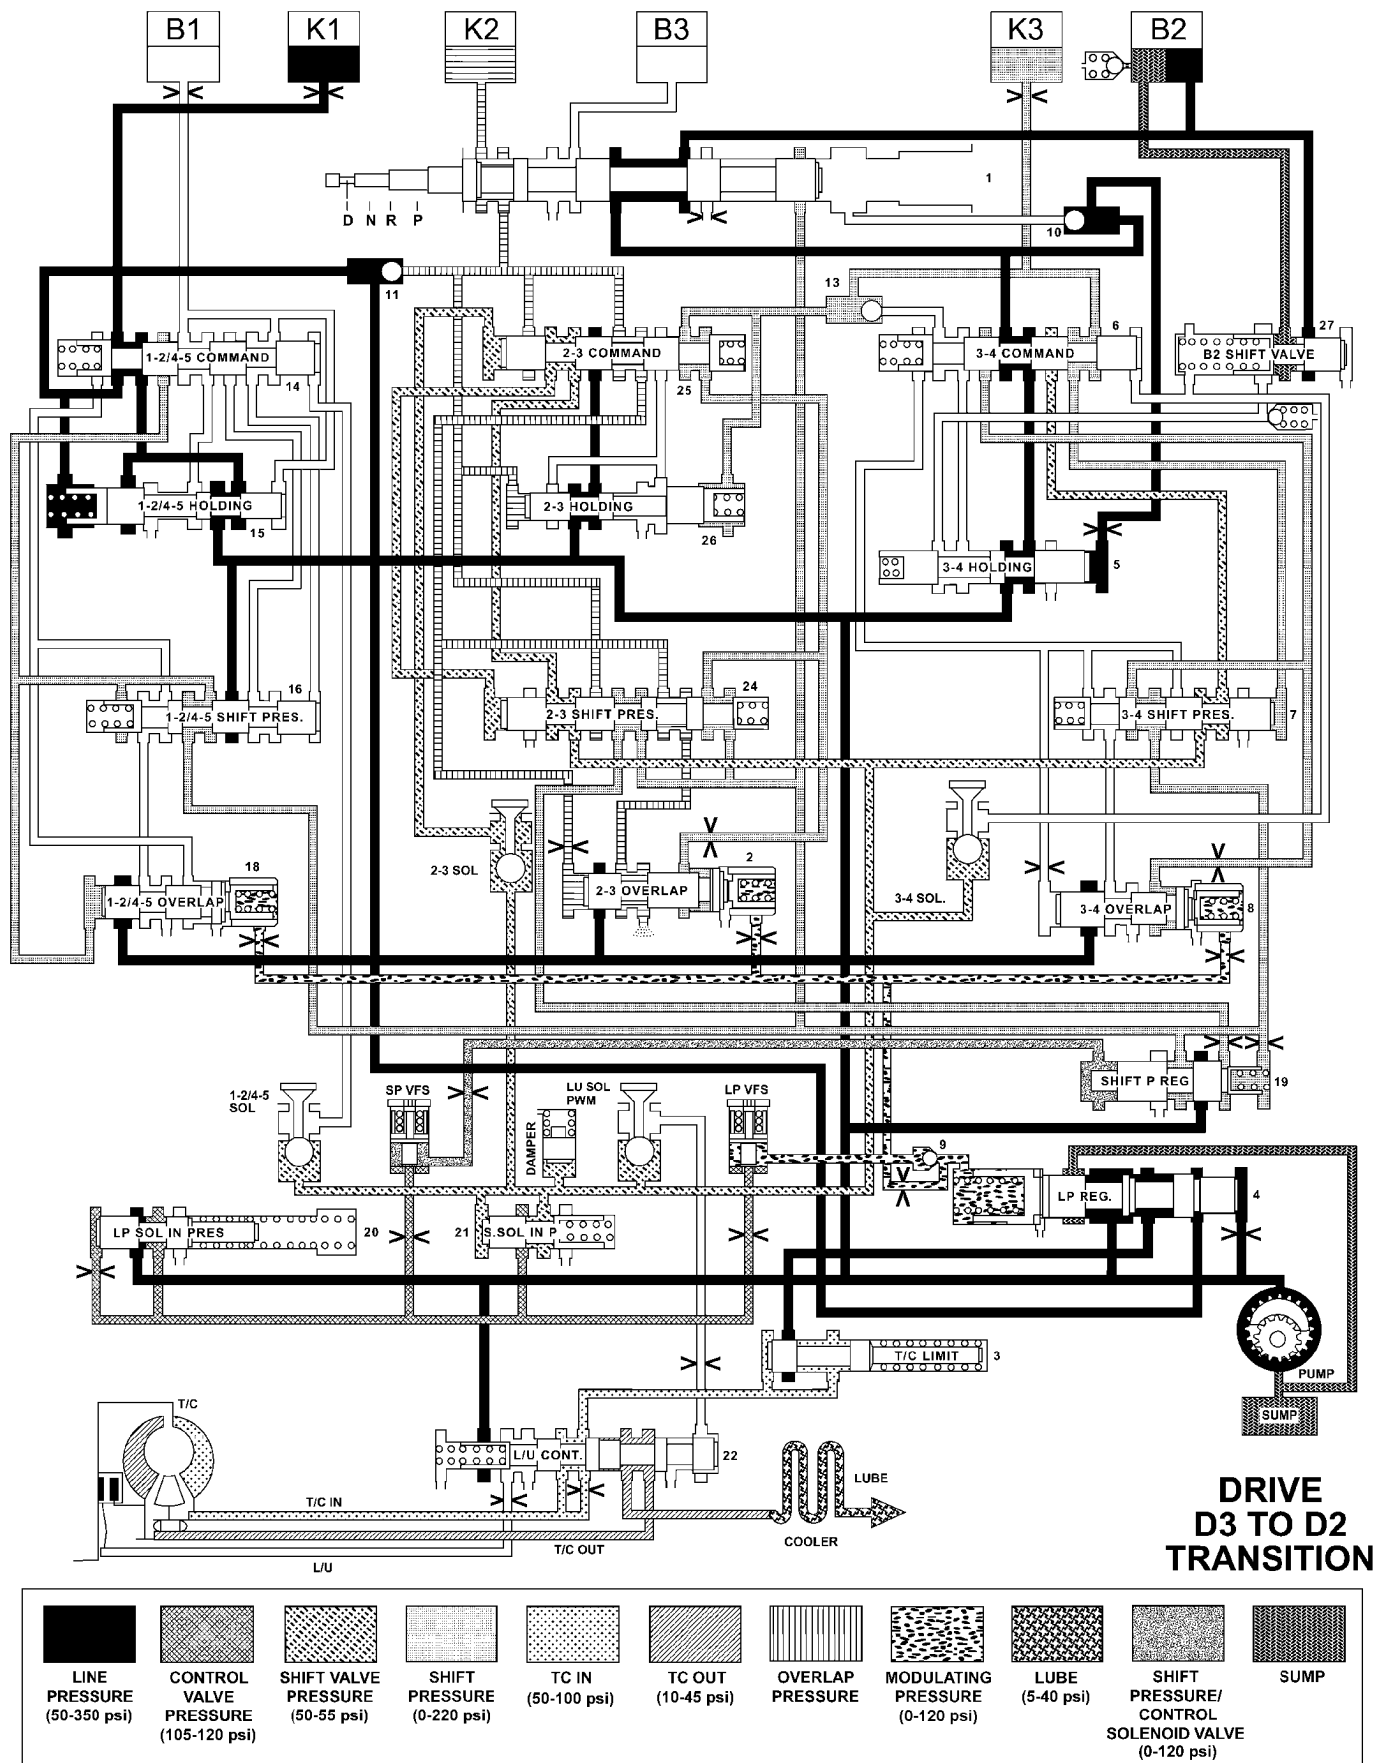 B1
K1
K2
B3
K3
B2
1
D N R P
10
11
13
6
27
1-2/4-5 COMMAND
2-3 COMMAND
3-4 COMMAND
B2 SHIFT VALVE
14
25
1-2/4-5 HOLDING
2-3 HOLDING
15
26
3-4 HOLDING
5
16
24
1-2/4-5 SHIFT PRES.
2-3 SHIFT PRES.
3-4 SHIFT PRES.
7
18
2-3 SOL
2
2-3 OVERLAP
3-4 SOL.
1-2/4-5 OVERLAP
3-4 OVERLAP
8
SHIFT P REG
19
1-2/4-5
SOL
SP VFS
LU SOL
PWM
LP VFS
DAMPER
9
LP REG.
4
LP SOL IN PRES
20
21
S.SOL IN P
T/C LIMIT
3
PUMP
SUMP
T/C
L/U CONT.
22
LUBE
T/C IN
COOLER
T/C OUT
L/U
DRIVE
D3 TO D2
TRANSITION
LINE
PRESSURE
(50-350 psi)
CONTROL
VALVE
PRESSURE
(105-120 psi)
SHIFT VALVE
PRESSURE
(50-55 psi)
SHIFT
PRESSURE
(0-220 psi)
TC IN
(50-100 psi)
TC OUT
(10-45 psi)
OVERLAP
PRESSURE
MODULATING
PRESSURE
(0-120 psi)
LUBE
(5-40 psi)
SHIFT
PRESSURE/
CONTROL
SOLENOID VALVE
(0-120 psi)
SUMP